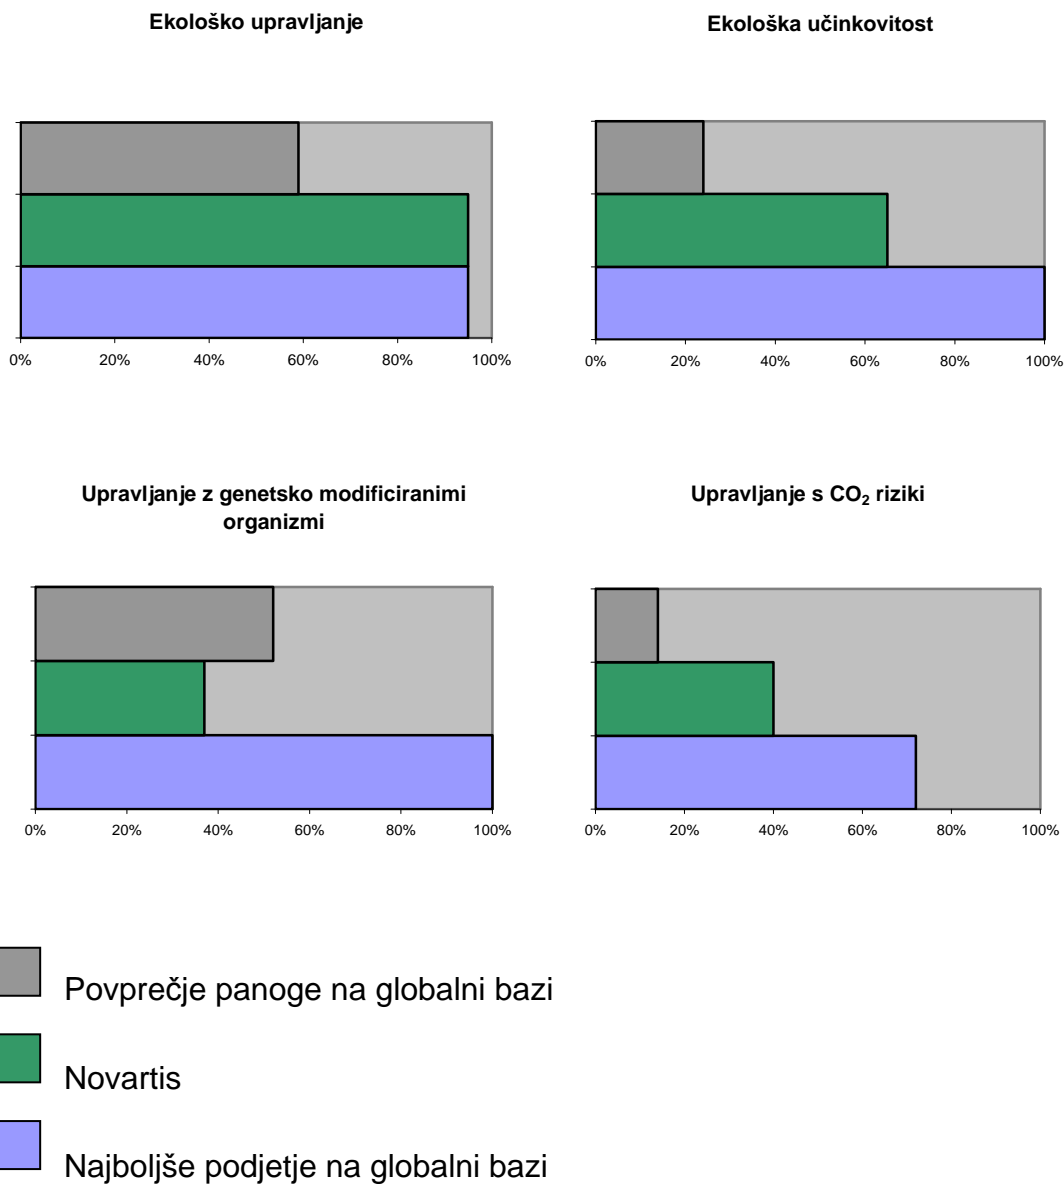 Ekološko upravljanje
0% 20% 40% 60% 80% 100%
Ekološka učinkovitost
0% 20% 40% 60% 80% 100%
Upravljanje z genetsko modificiranimi
organizmi
0% 20% 40% 60% 80% 100%
Upravljanje s CO₂ riziki
0% 20% 40% 60% 80% 100%
Povprečje panoge na globalni bazi
Novartis
Najboljše podjetje na globalni bazi